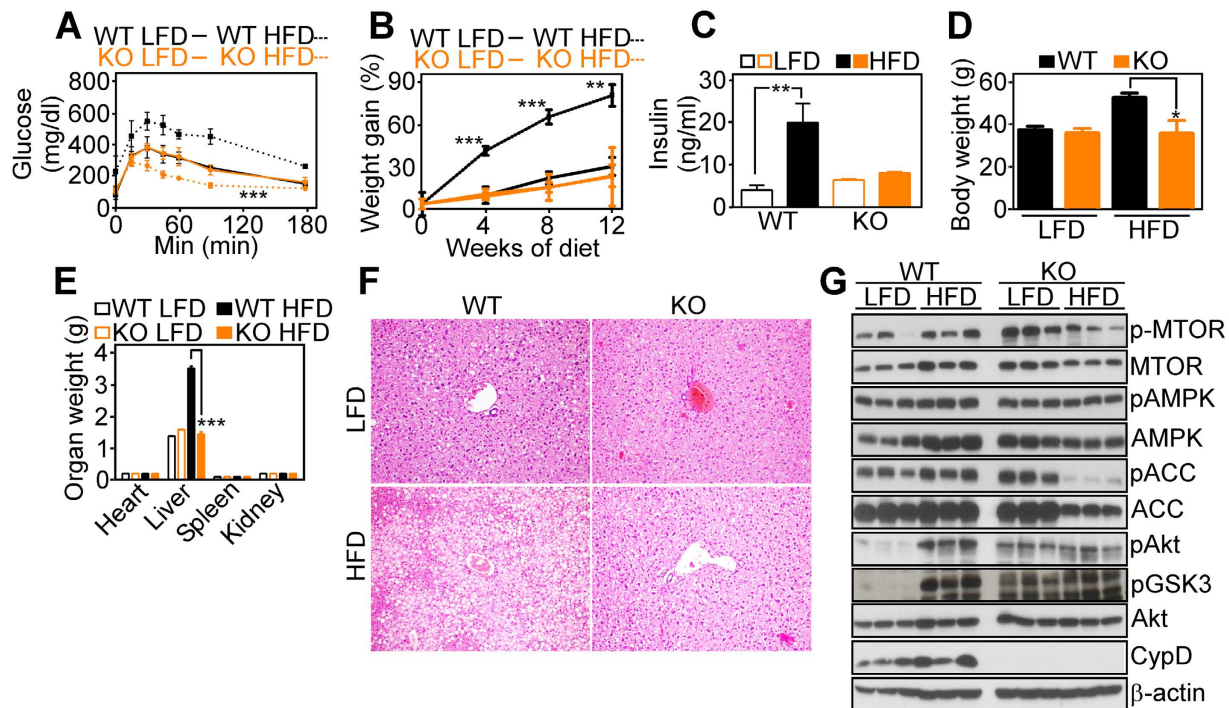 A
WT LFD – WT HFD---
KO LFD – KO HFD---
Glucose
(mg/dl)
800
600
400
200
0
0 60 120 180
***
Min (min)
B
WT LFD – WT HFD---
KO LFD – KO HFD---
Weight gain (%)
90
60
30
0
0 4 8 12
***
***
**
Weeks of diet
C
LFD HFD
Insulin
(ng/ml)
30
20
10
0
**
WT KO
D
WT KO
Body weight (g)
60
40
20
0
*
LFD HFD
E
WT LFD WT HFD
KO LFD KO HFD
Organ weight (g)
4
3
2
1
0
***
Heart
Liver
Spleen
Kidney
F
WT KO
LFD
HFD
G
WT KO
LFD HFD LFD HFD
p-MTOR
MTOR
pAMPK
AMPK
pACC
ACC
pAkt
pGSK3
Akt
CypD
β-actin